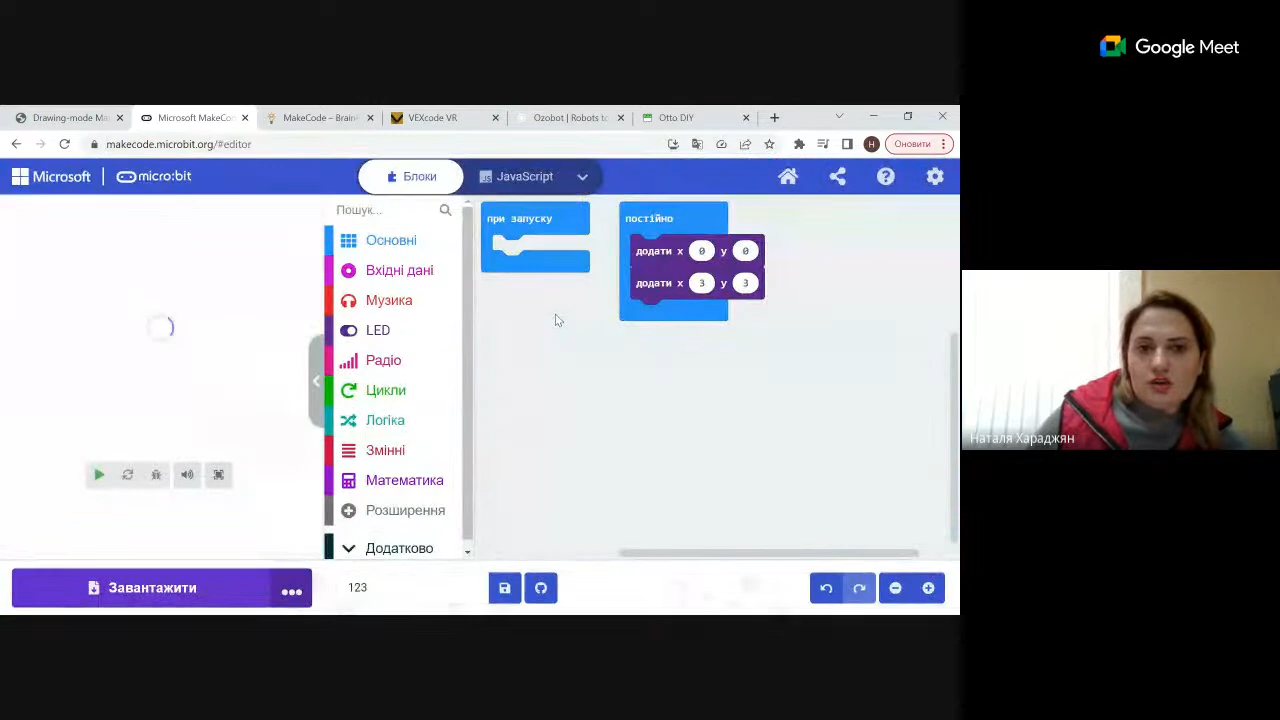 Google Meet
Drawing-mode Ma
Microsoft MakeCo
MakeCode – Brain
VEXcode VR
Ozobot | Robots to
Otto DIY
makecode.microbit.org/#editor
Н
Оновити
Microsoft
micro:bit
Блоки
JavaScript
Пошук...
Основні
Вхідні дані
Музика
LED
Радіо
Цикли
Логіка
Змінні
Математика
Розширення
Додатково
при запуску
постійно
додати x 0 y 0
додати x 3 y 3
Наталя Хараджян
Завантажити
123